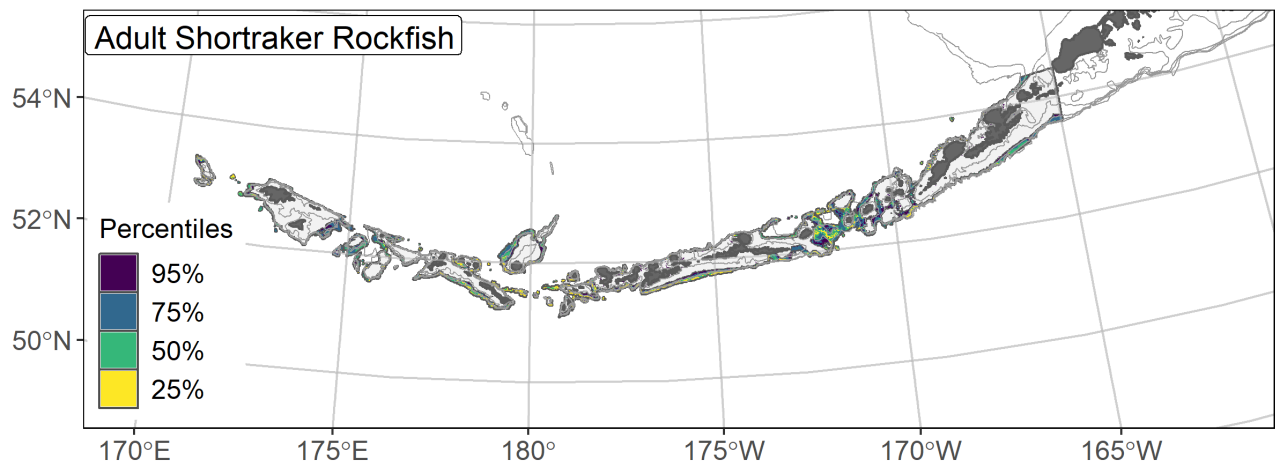 Adult Shortraker Rockfish
54°N
52°N
50°N
Percentiles
95%
75%
50%
25%
170°E
175°E
180°
175°W
170°W
165°W